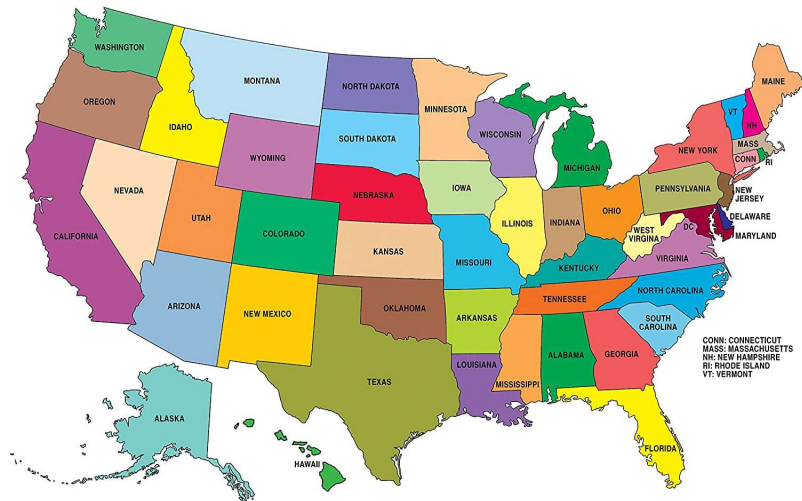 WASHINGTON
OREGON
IDAHO
MONTANA
WYOMING
NORTH DAKOTA
SOUTH DAKOTA
NEBRASKA
MINNESOTA
WISCONSIN
IOWA
MICHIGAN
MAINE
VT
NH
NEW YORK
MASS
CONN
RI
PENNSYLVANIA
NEW
JERSEY
DELAWARE
MARYLAND
DC
CALIFORNIA
NEVADA
UTAH
COLORADO
KANSAS
MISSOURI
ILLINOIS
INDIANA
OHIO
WEST
VIRGINA
VIRGINIA
KENTUCKY
ARIZONA
NEW MEXICO
OKLAHOMA
ARKANSAS
TENNESSEE
NORTH CAROLINA
SOUTH
CAROLINA
TEXAS
LOUISIANA
MISSISSIPPI
ALABAMA
GEORGIA
FLORIDA
ALASKA
HAWAII
CONN: CONNECTICUT
MASS: MASSACHUSETTS
NH: NEW HAMPSHIRE
RI: RHODE ISLAND
VT: VERMONT